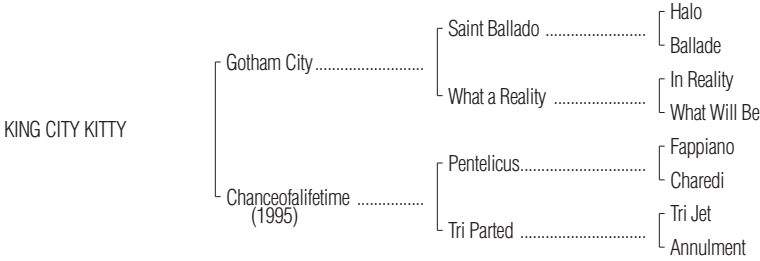 Halo
Saint Ballado ........................
Ballade
Gotham City..........................
In Reality
What a Reality ......................
What Will Be
KING CITY KITTY
Fappiano
Pentelicus..............................
Charedi
Chanceofalifetime ................
(1995)
Tri Jet
Tri Parted ..............................
Annulment